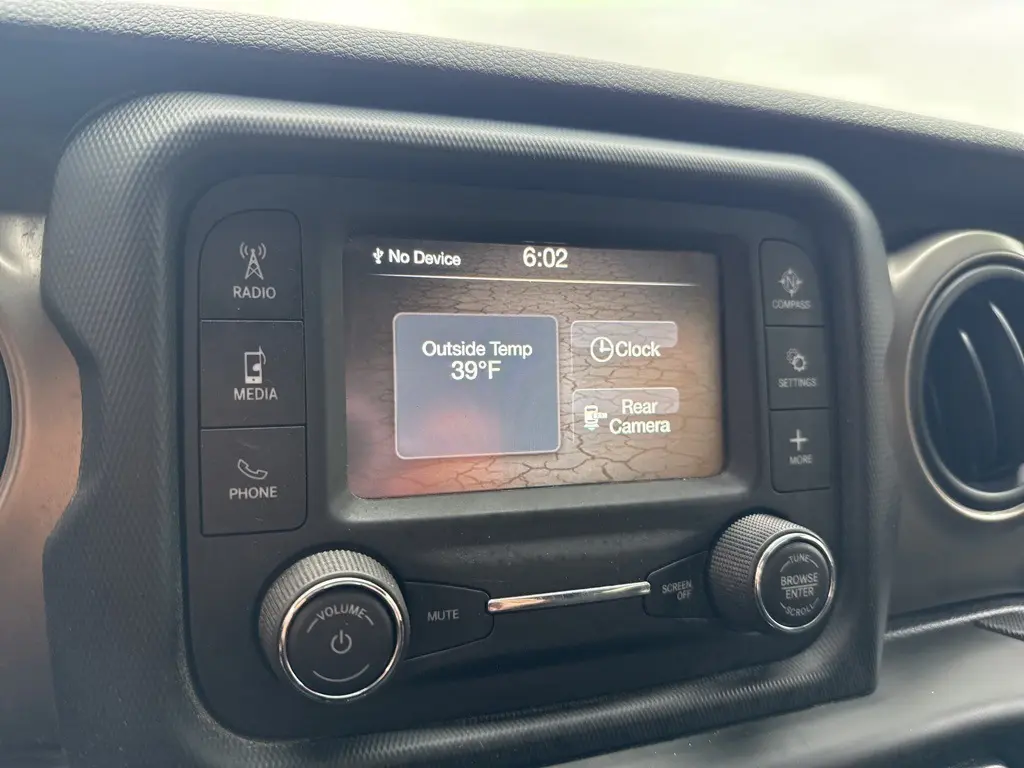 No Device
6:02
RADIO
MEDIA
PHONE
Outside Temp
39°F
Clock
Rear
Camera
N
COMPASS
SETTINGS
MORE
VOLUME
MUTE
SCREEN
OFF
TUNE
BROWSE
ENTER
SCROLL